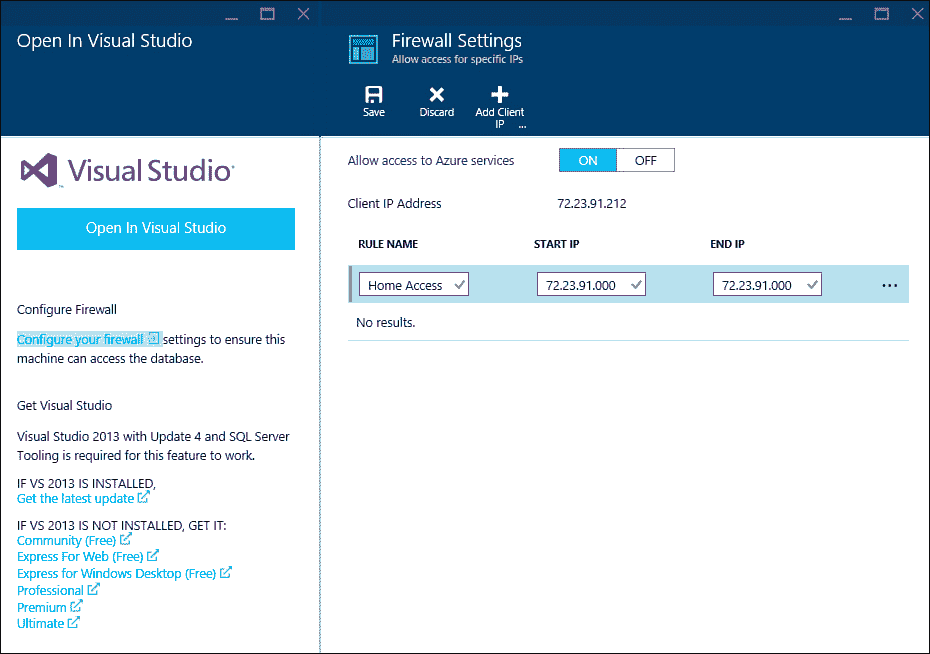 Open In Visual Studio
Visual Studio
Open In Visual Studio
Configure Firewall
Configure your firewall settings to ensure this
machine can access the database.
Get Visual Studio
Visual Studio 2013 with Update 4 and SQL Server
Tooling is required for this feature to work.
IF VS 2013 IS INSTALLED,
Get the latest update
IF VS 2013 IS NOT INSTALLED, GET IT:
Community (Free)
Express For Web (Free)
Express for Windows Desktop (Free)
Professional
Premium
Ultimate
Firewall Settings
Allow access for specific IPs
Save Discard Add Client
IP ...
Allow access to Azure services ON OFF
Client IP Address 72.23.91.212
RULE NAME START IP END IP
Home Access 72.23.91.000 72.23.91.000 ...
No results.